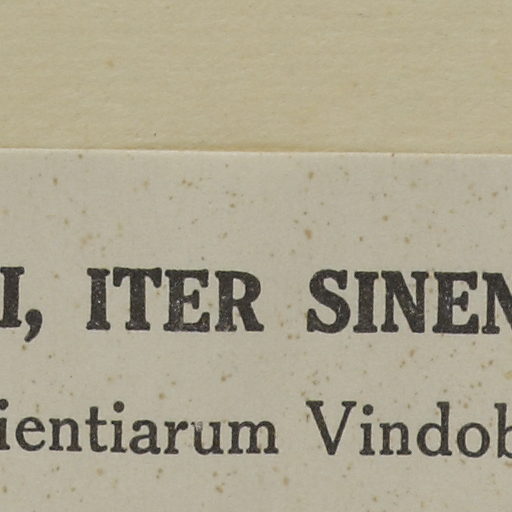 I, ITER SINEN
ientiarum Vindob